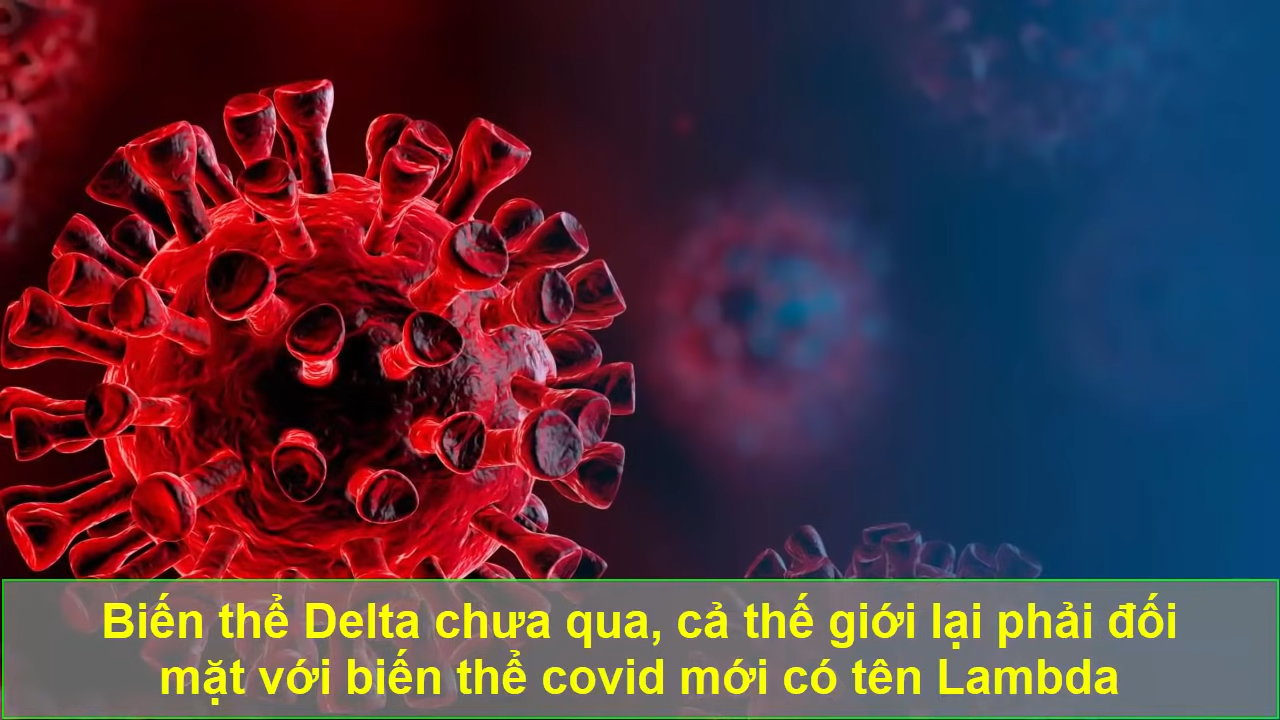 Biến thể Delta chưa qua, cả thế giới lại phải đối
mặt với biến thể covid mới có tên Lambda